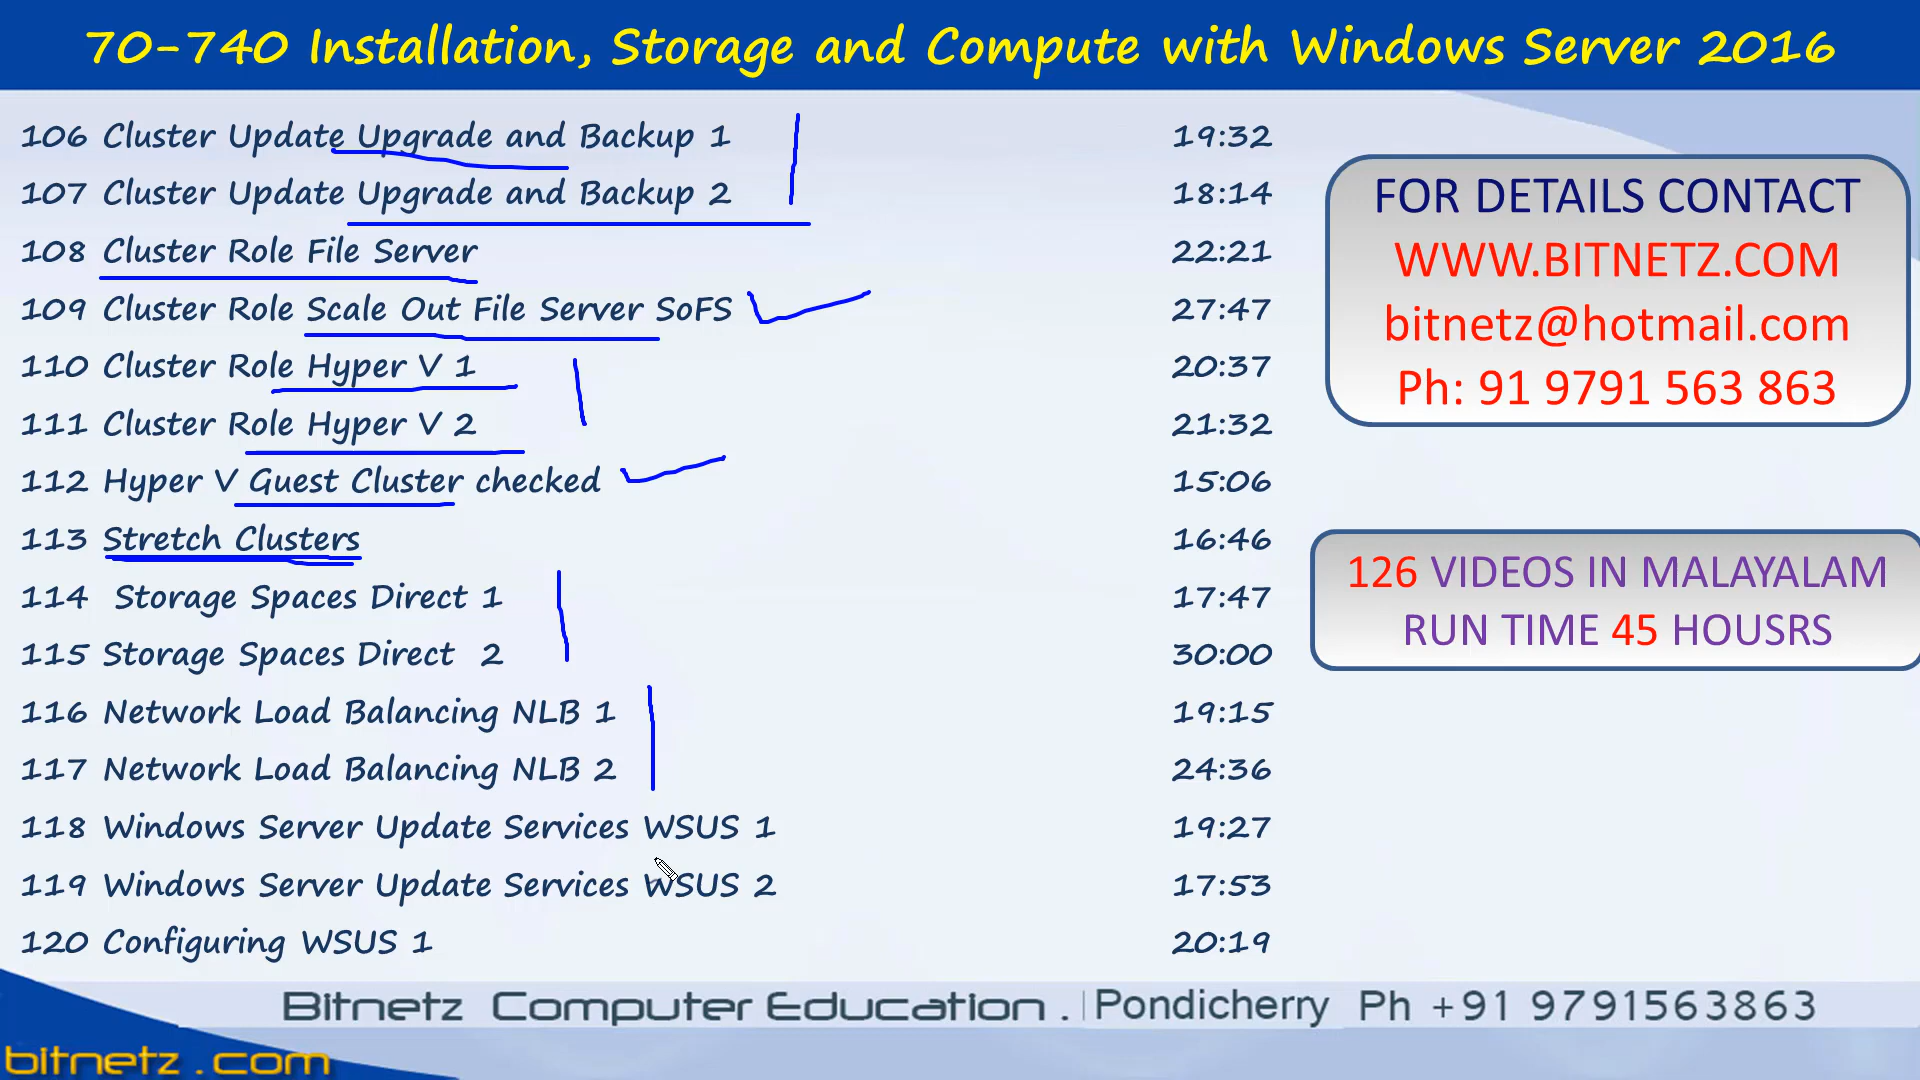 70-740 Installation, Storage and Compute with Windows Server 2016
106 Cluster Update Upgrade and Backup 1 19:32
107 Cluster Update Upgrade and Backup 2 18:14
108 Cluster Role File Server 22:21
109 Cluster Role Scale Out File Server SoFS 27:47
110 Cluster Role Hyper V 1 20:37
111 Cluster Role Hyper V 2 21:32
112 Hyper V Guest Cluster checked 15:06
113 Stretch Clusters 16:46
114 Storage Spaces Direct 1 17:47
115 Storage Spaces Direct 2 30:00
116 Network Load Balancing NLB 1 19:15
117 Network Load Balancing NLB 2 24:36
118 Windows Server Update Services WSUS 1 19:27
119 Windows Server Update Services WSUS 2 17:53
120 Configuring WSUS 1 20:19
FOR DETAILS CONTACT
WWW.BITNETZ.COM
bitnetz@hotmail.com
Ph: 91 9791 563 863
126 VIDEOS IN MALAYALAM
RUN TIME 45 HOUSRS
Bitnetz Computer Education . | Pondicherry Ph +91 9791563863
bitnetz.com